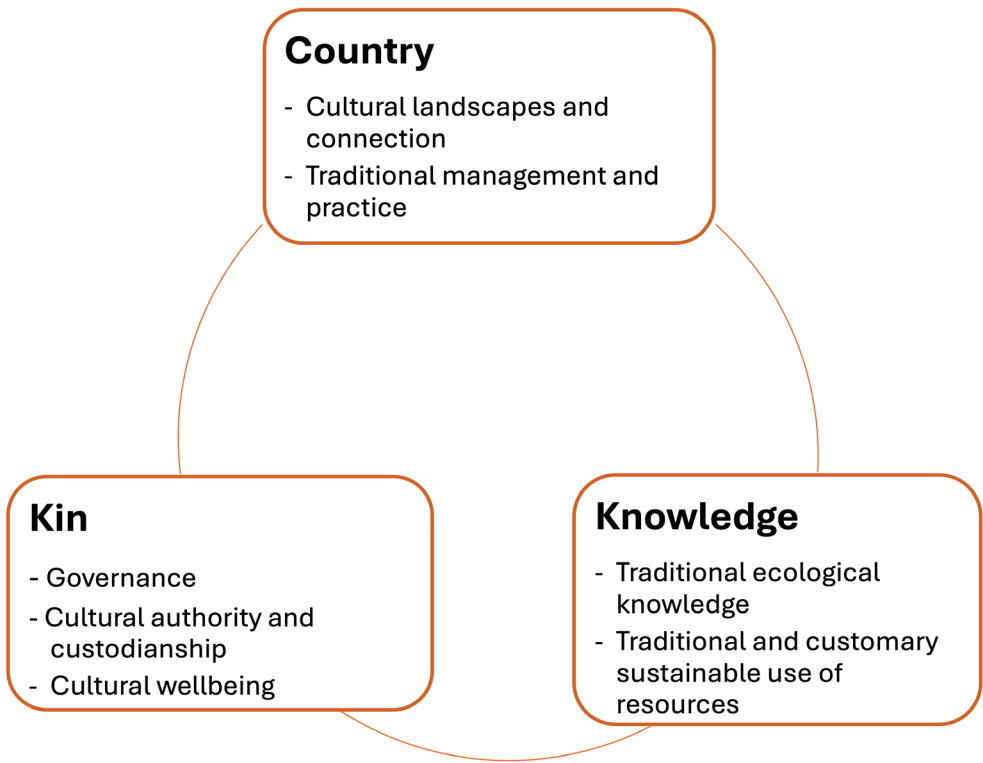 Country
- Cultural landscapes and
connection
- Traditional management and
practice
Kin
- Governance
- Cultural authority and
custodianship
- Cultural wellbeing
Knowledge
- Traditional ecological
knowledge
- Traditional and customary
sustainable use of
resources